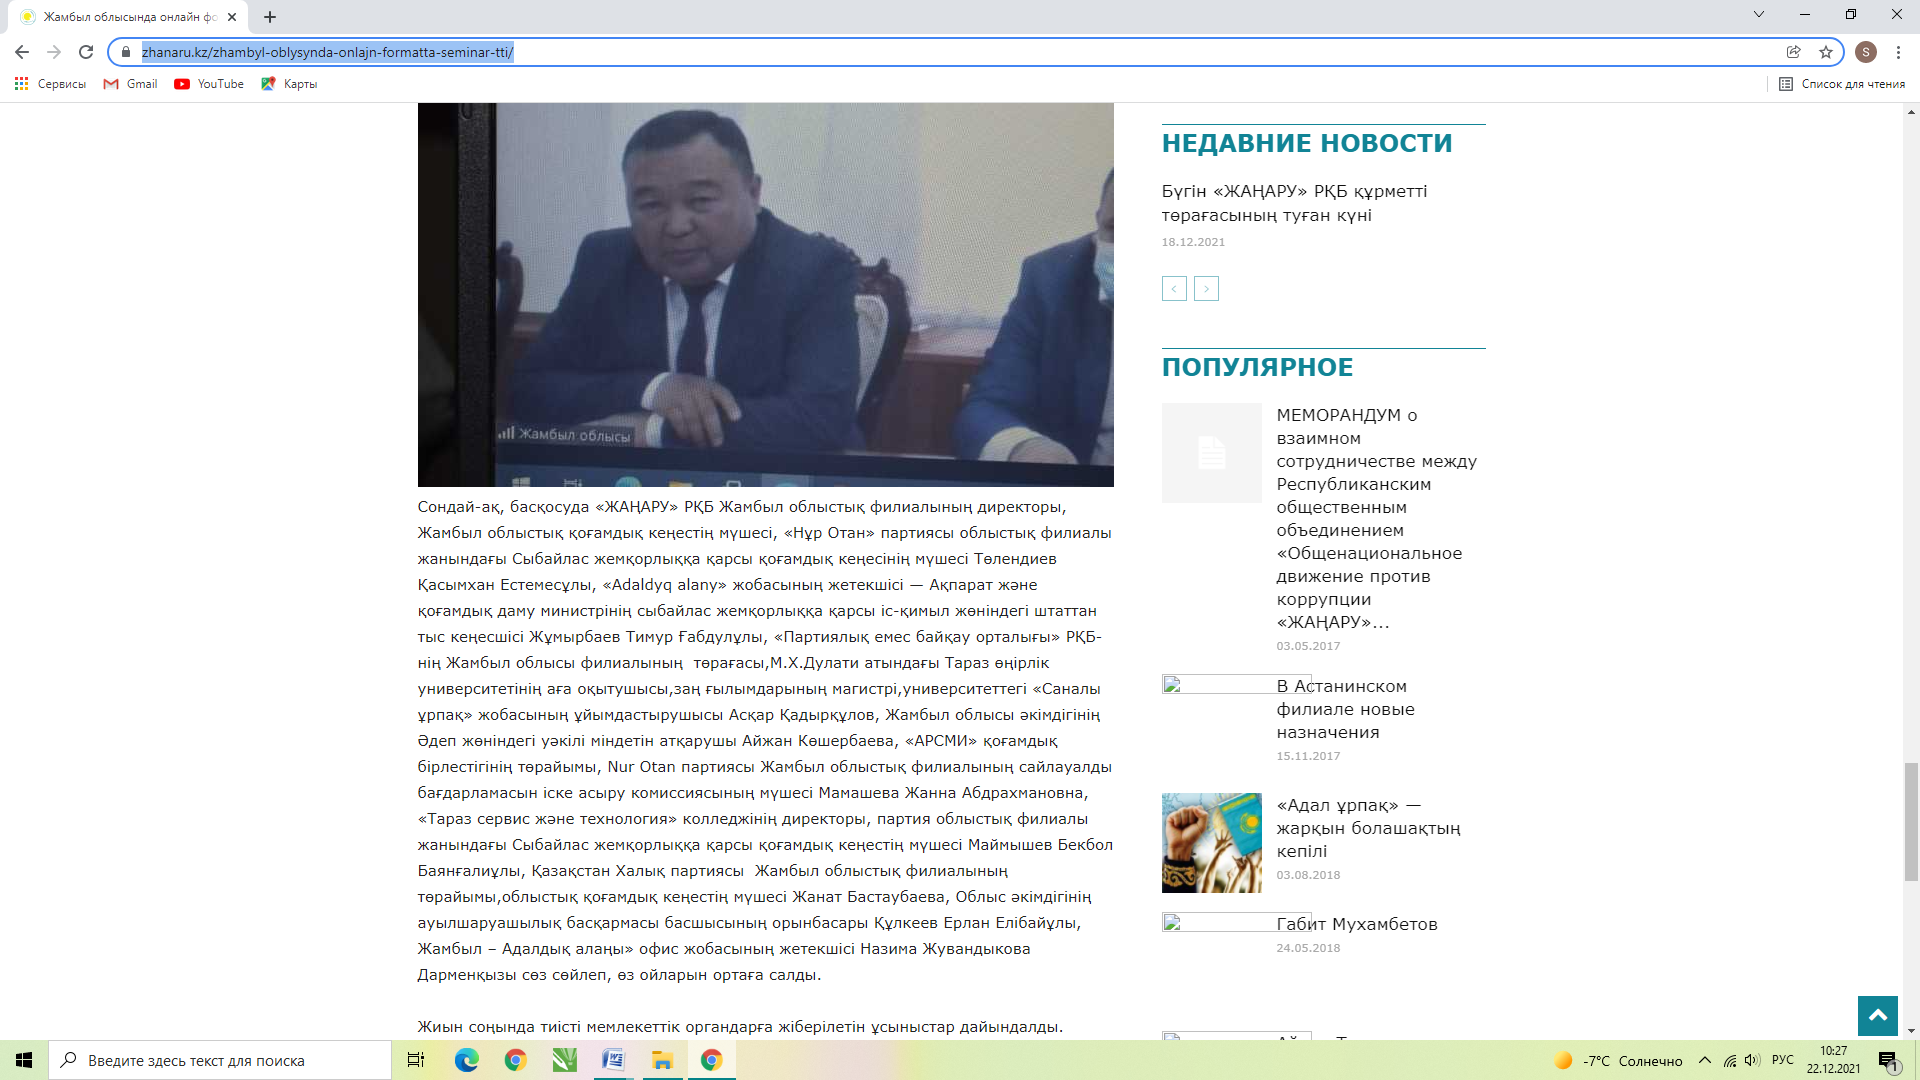 Жамбыл облысында онлайн фо
zhanaru.kz/zhambyl-oblysynda-onlajn-formatta-seminar-tti/
S
Сервисы
Gmail
YouTube
Карты
Список для чтения
Жамбыл облысы
Сондай-ақ, басқосуда «ЖАҢАРУ» РҚБ Жамбыл облыстық филиалының директоры,
Жамбыл облыстық қоғамдық кеңестің мүшесі, «Нұр Отан» партиясы облыстық филиалы
жанындағы Сыбайлас жемқорлыққа қарсы қоғамдық кеңесінің мүшесі Төлендиев
Қасымхан Естемесұлы, «Adaldyq alany» жобасының жетекшісі — Ақпарат және
қоғамдық даму министрінің сыбайлас жемқорлыққа қарсы іс-қимыл жөніндегі штаттан
тыс кеңесшісі Жұмырбаев Тимур Ғабдулұлы, «Партиялық емес байқау орталығы» РҚБ-
нің Жамбыл облысы филиалының төрағасы,М.Х.Дулати атындағы Тараз өңірлік
университетінің аға оқытушысы,заң ғылымдарының магистрі,университеттегі «Саналы
ұрпақ» жобасының ұйымдастырушысы Асқар Қадырқұлов, Жамбыл облысы әкімдігінің
Әдеп жөніндегі уәкілі міндетін атқарушы Айжан Көшербаева, «АРСМИ» қоғамдық
бірлестігінің төрайымы, Nur Otan партиясы Жамбыл облыстық филиалының сайлауалды
бағдарламасын іске асыру комиссиясының мүшесі Мамашева Жанна Абдрахмановна,
«Тараз сервис және технология» колледжінің директоры, партия облыстық филиалы
жанындағы Сыбайлас жемқорлыққа қарсы қоғамдық кеңестің мүшесі Маймышев Бекбол
Баянғалиұлы, Қазақстан Халық партиясы Жамбыл облыстық филиалының
төрайымы,облыстық қоғамдық кеңестің мүшесі Жанат Бастаубаева, Облыс әкімдігінің
ауылшаруашылық басқармасы басшысының орынбасары Құлкеев Ерлан Елібайұлы,
Жамбыл – Адалдық алаңы» офис жобасының жетекшісі Назима Жувандыкова
Дарменқызы сөз сөйлеп, өз ойларын ортаға салды.
Жиын соңында тиісті мемлекеттік органдарға жіберілетін ұсыныстар дайындалды.
НЕДАВНИЕ НОВОСТИ
Бүгін «ЖАҢАРУ» РҚБ құрметті
төрағасының туған күні
18.12.2021
ПОПУЛЯРНОЕ
МЕМОРАНДУМ о
взаимном
сотрудничестве между
Республиканским
общественным
объединением
«Общенациональное
движение против
коррупции
«ЖАҢАРУ»...
03.05.2017
В Астанинском
филиале новые
назначения
15.11.2017
«Адал ұрпақ» —
жарқын болашақтың
кепілі
03.08.2018
Габит Мухамбетов
24.05.2018
Введите здесь текст для поиска
-7°C Солнечно
РУС
10:27
22.12.2021
1